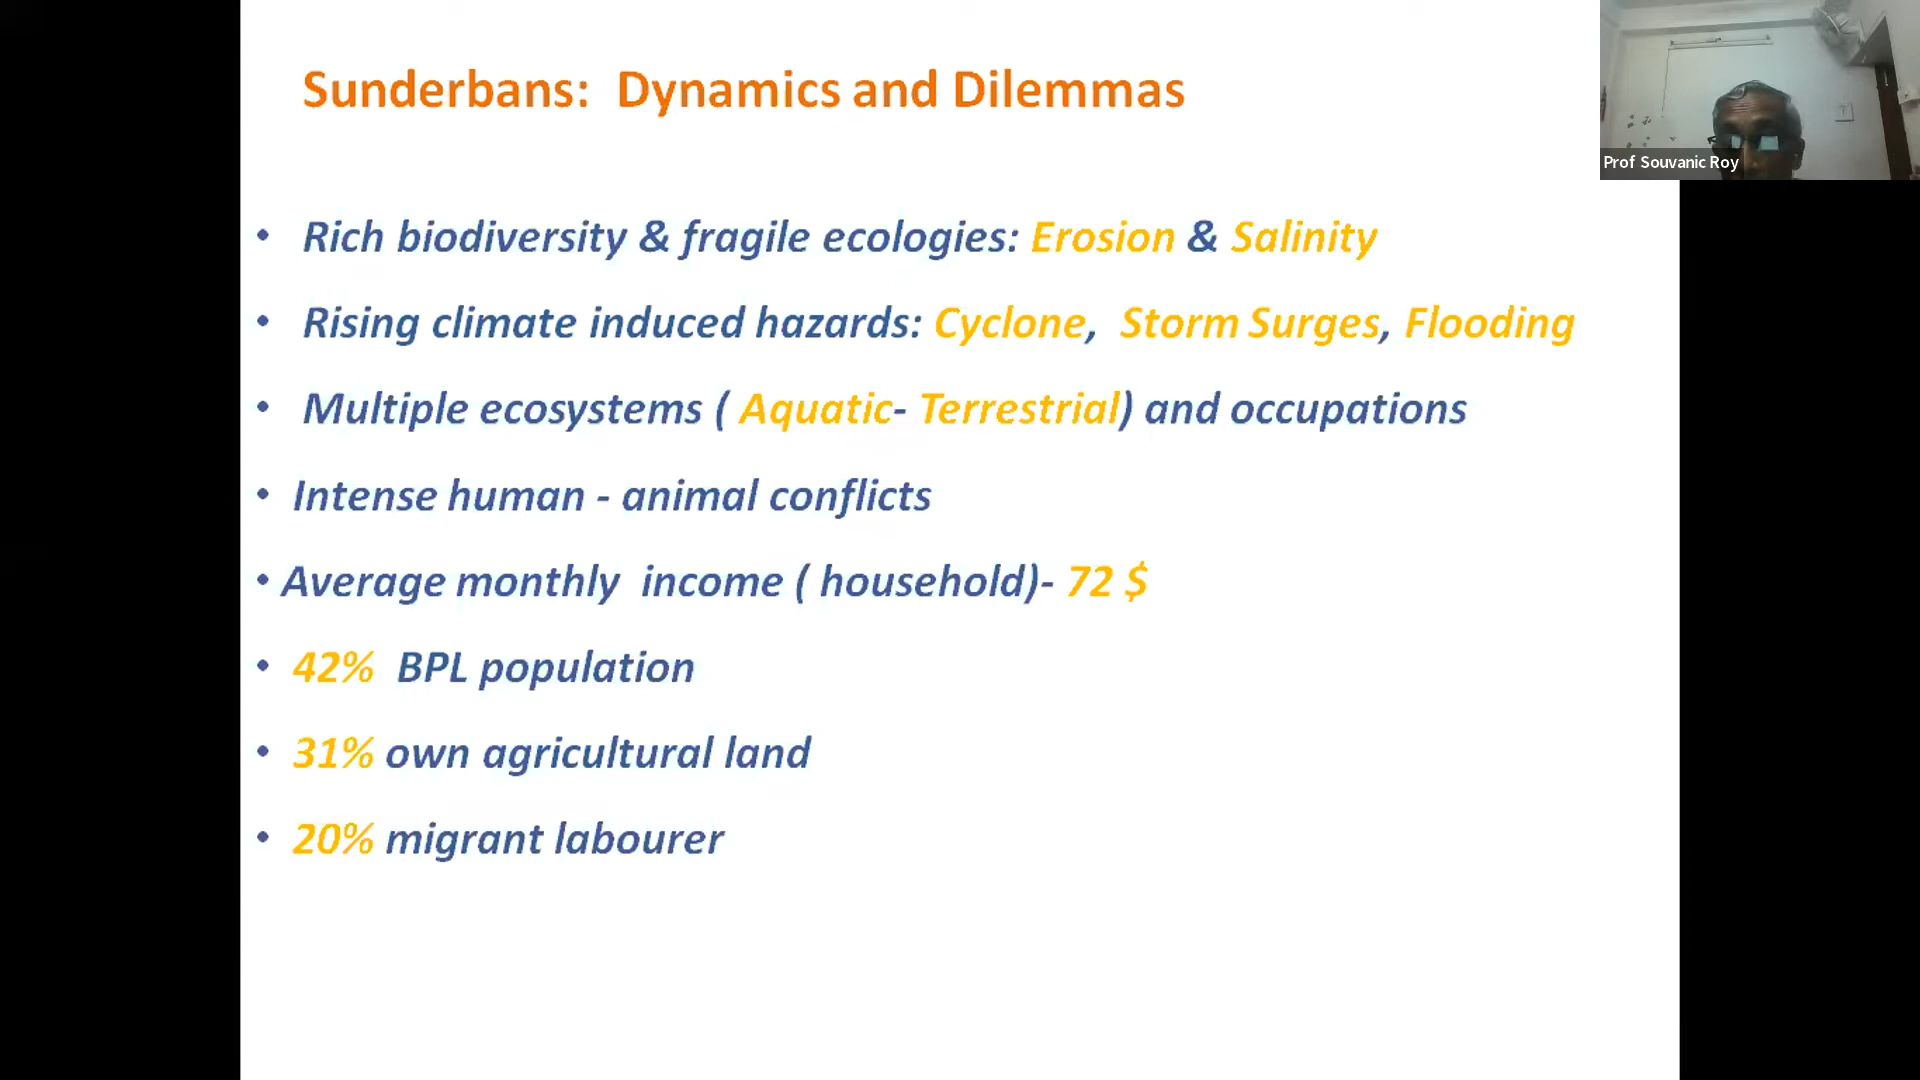 Sunderbans: Dynamics and Dilemmas
Prof Souvanic Roy
• Rich biodiversity & fragile ecologies: Erosion & Salinity
• Rising climate induced hazards: Cyclone, Storm Surges, Flooding
• Multiple ecosystems ( Aquatic- Terrestrial) and occupations
• Intense human - animal conflicts
• Average monthly income ( household)- 72 $
• 42% BPL population
• 31% own agricultural land
• 20% migrant labourer